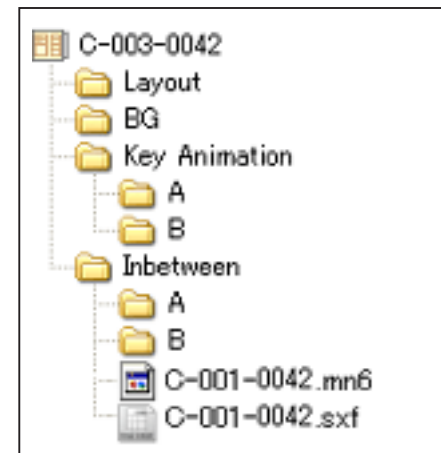 C-003-0042
Layout
BG
Key Animation
A
B
Inbetween
A
B
C-001-0042.mn6
C-001-0042.sxf